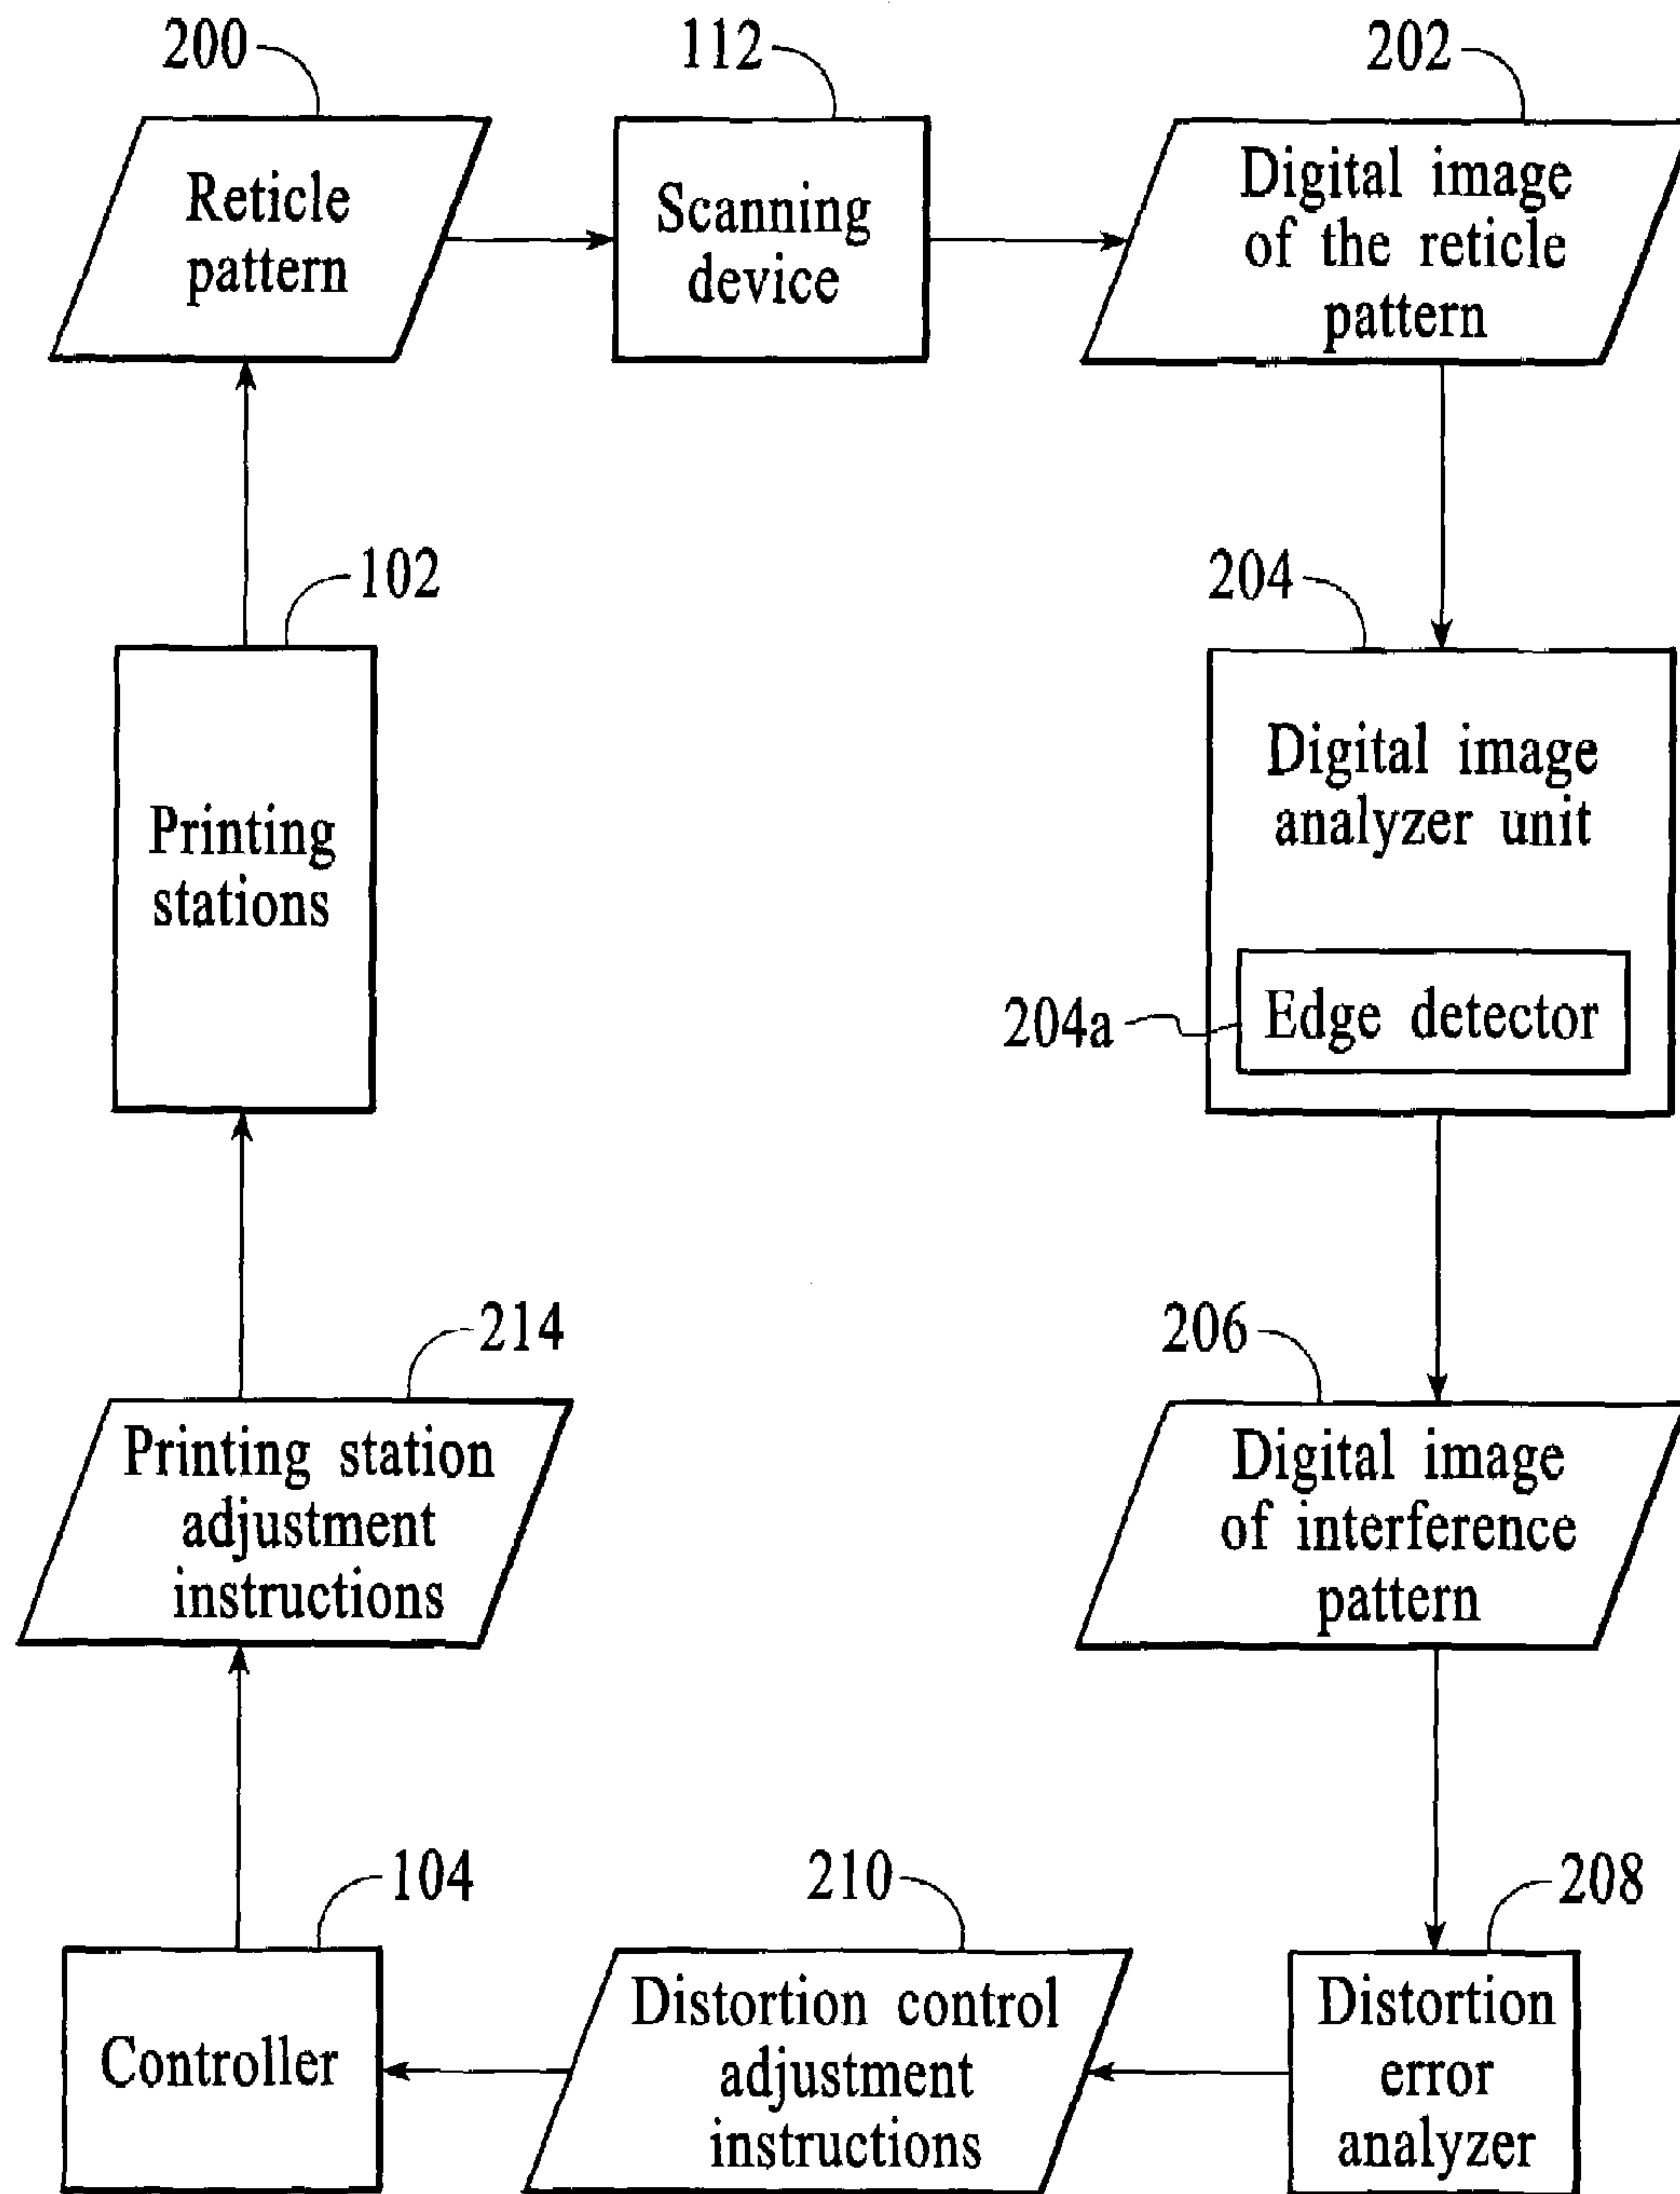 200
112
202
Reticle
pattern
Scanning
device
Digital image
of the reticle
pattern
102
204
Printing
stations
Digital image
analyzer unit
204a
Edge detector
214
206
Printing station
adjustment
instructions
Digital image
of interference
pattern
104
210
208
Controller
Distortion control
adjustment
instructions
Distortion
error
analyzer